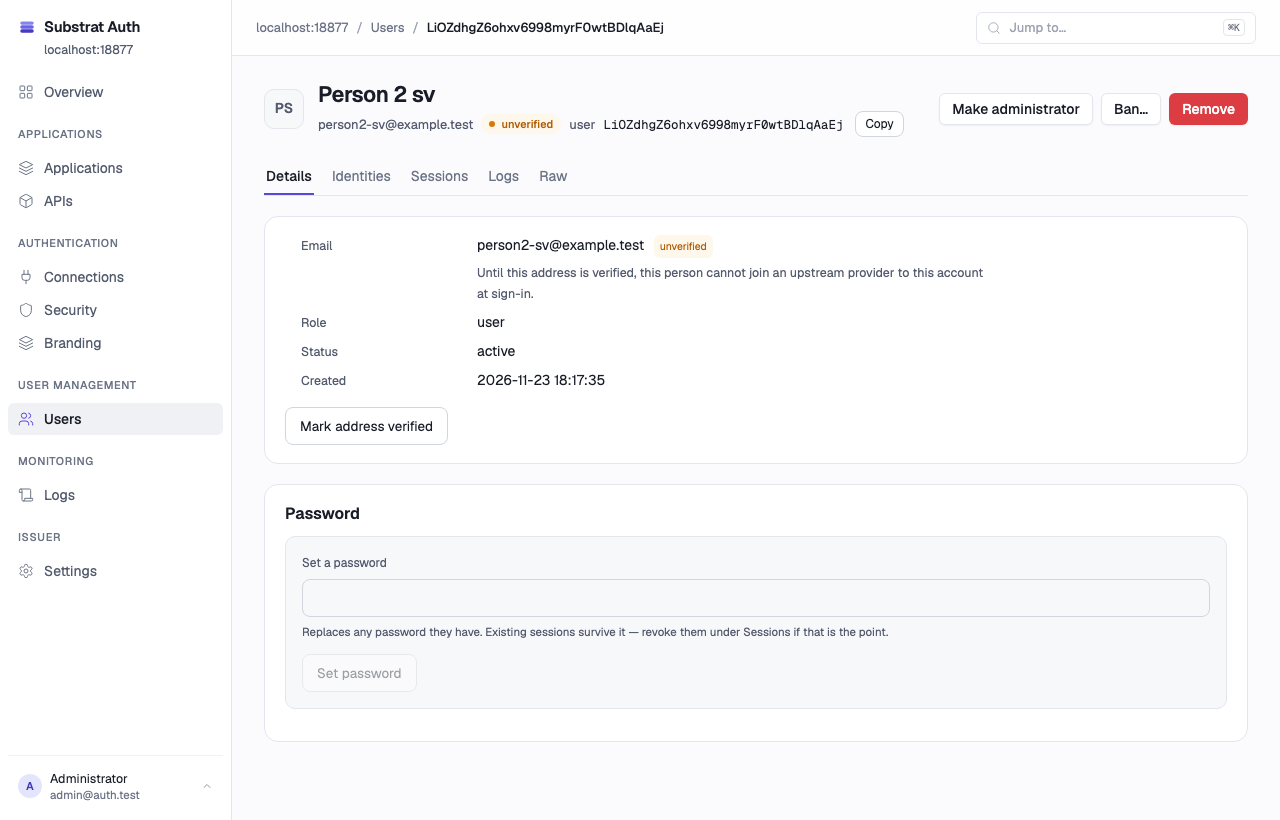 Substrat Auth
localhost:18877
Overview
APPLICATIONS
Applications
APIs
AUTHENTICATION
Connections
Security
Branding
USER MANAGEMENT
Users
MONITORING
Logs
ISSUER
Settings
A
Administrator
admin@auth.test
localhost:18877 / Users / LiOZdhgZ6ohxv6998myrF0wtBDlqAaEj
Jump to... ⌘K
PS
Person 2 sv
person2-sv@example.test unverified user LiOZdhgZ6ohxv6998myrF0wtBDlqAaEj Copy
Make administrator Ban... Remove
Details Identities Sessions Logs Raw
Email person2-sv@example.test unverified
Until this address is verified, this person cannot join an upstream provider to this account
at sign-in.
Role user
Status active
Created 2026-11-23 18:17:35
Mark address verified
Password
Set a password
Replaces any password they have. Existing sessions survive it — revoke them under Sessions if that is the point.
Set password